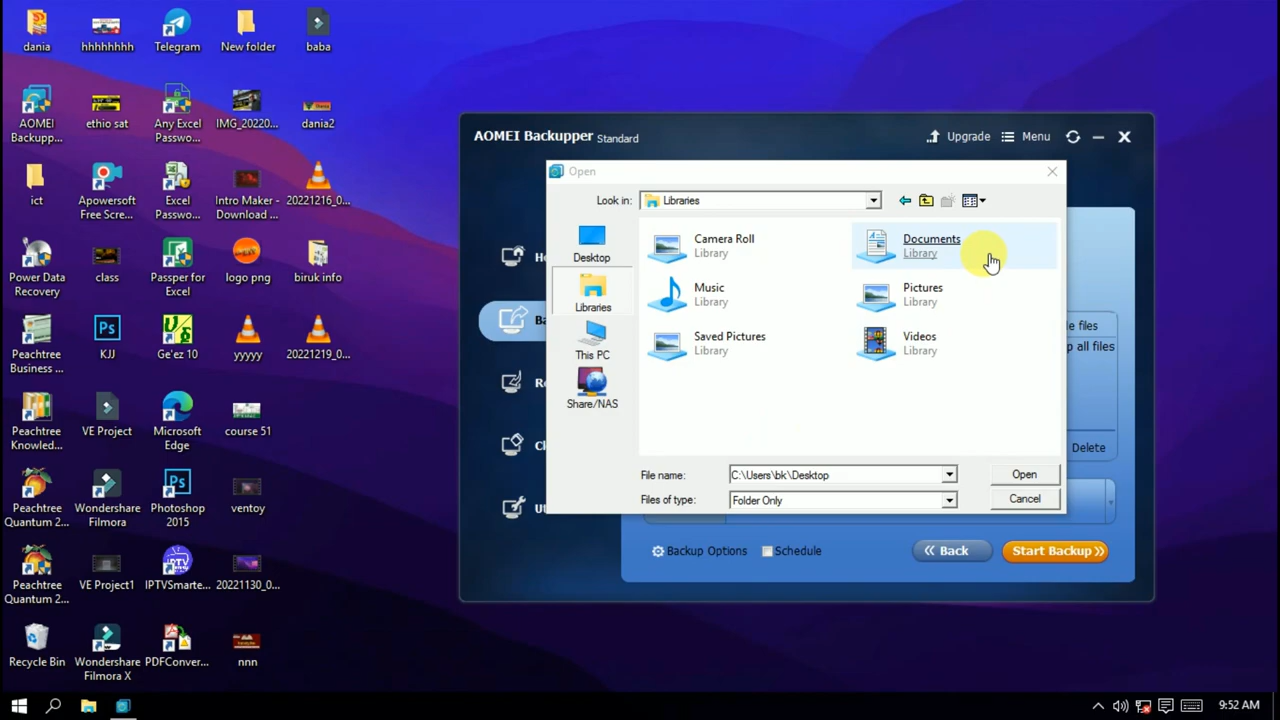 dania
hhhhhhhh
Telegram
New folder
baba
AOMEI
Backupp...
ethio sat
Any Excel
Passwo...
IMG_20220...
dania2
ict
Apowersoft
Free Scre...
Excel
Passwo...
Intro Maker -
Download ...
20221216_0...
Power Data
Recovery
class
Passper for
Excel
logo png
biruk info
Peachtree
Business ...
KJJ
Ge'ez 10
yyyyy
20221219_0...
Peachtree
Knowled...
VE Project
Microsoft
Edge
course 51
Peachtree
Quantum 2...
Wondershare
Filmora
Photoshop
2015
ventoy
Peachtree
Quantum 2...
VE Project1
IPTVSmarte...
20221130_0...
Recycle Bin
Wondershare
Filmora X
PDFConver...
nnn
AOMEI Backupper Standard
Upgrade
Menu
Open
Look in:
Libraries
Desktop
Libraries
This PC
Share/NAS
Camera Roll
Library
Documents
Library
Music
Library
Pictures
Library
Saved Pictures
Library
Videos
Library
File name:
C:\Users\bk\Desktop
Open
Files of type:
Folder Only
Cancel
le files
p all files
Delete
Backup Options
Schedule
Back
Start Backup
9:52 AM